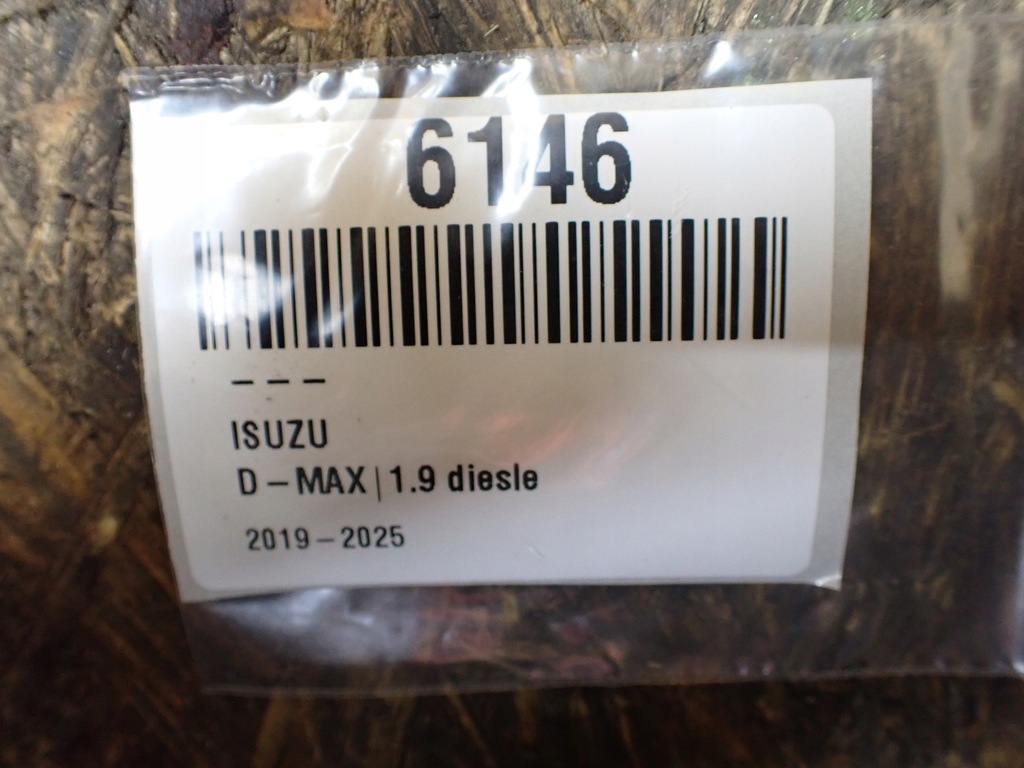 6146
---
ISUZU
D-MAX | 1.9 diesle
2019-2025